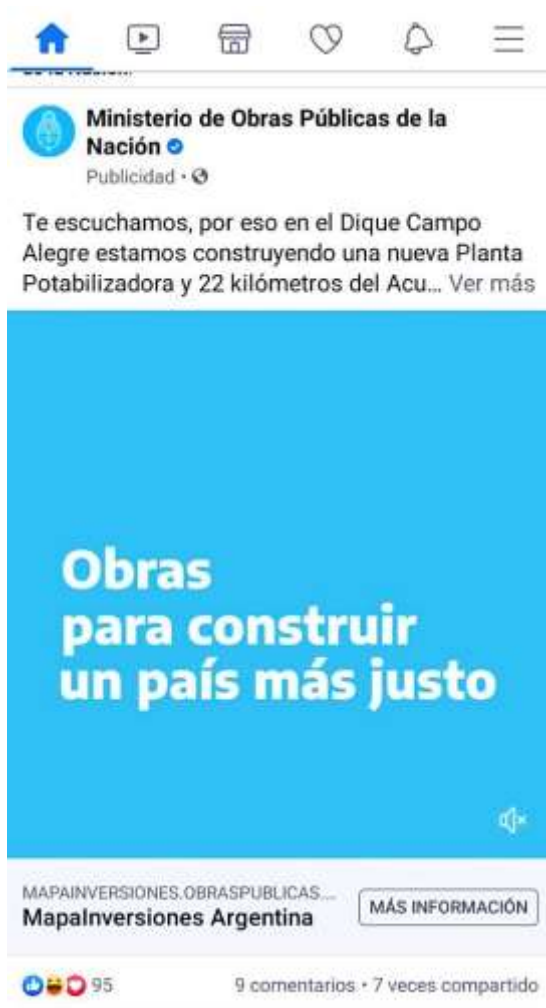 Ministerio de Obras Públicas de la
Nación
Publicidad •
Te escuchamos, por eso en el Dique Campo
Alegre estamos construyendo una nueva Planta
Potabilizadora y 22 kilómetros del Acu... Ver más
Obras
para construir
un país más justo
MAPAINVERSIONES.OBRASPUBLICAS....
MapaInversiones Argentina
MÁS INFORMACIÓN
95
9 comentarios • 7 veces compartido